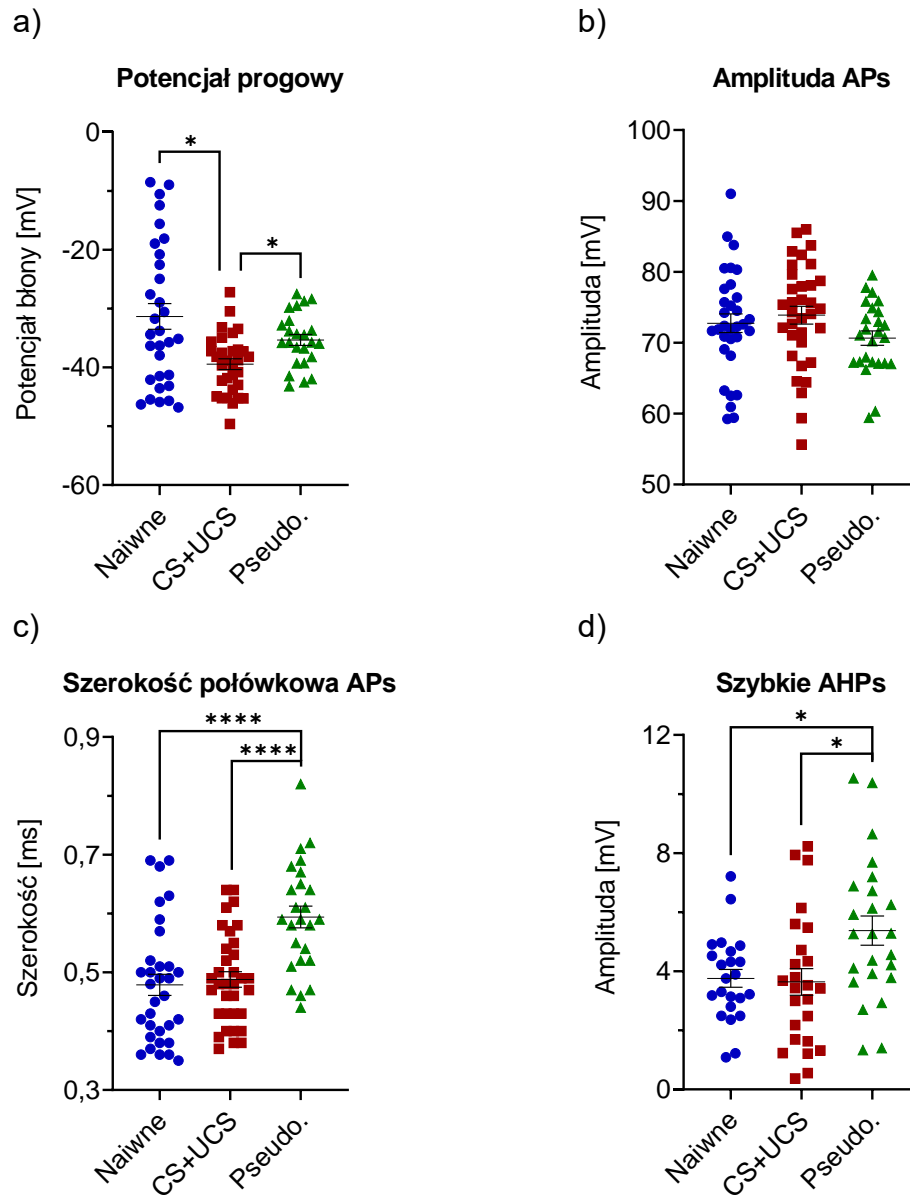 a)
Potencjał progowy
Potencjał błony [mV]
0
-20
-40
-60
*
*
Naiwne
CS+UCS
Pseudo.
b)
Amplituda APs
Amplituda [mV]
100
90
80
70
60
50
Naiwne
CS+UCS
Pseudo.
c)
Szerokość połówkowa APs
Szerokość [ms]
0,9
0,7
0,5
0,3
****
****
Naiwne
CS+UCS
Pseudo.
d)
Szybkie AHPs
Amplituda [mV]
12
8
4
0
*
*
Naiwne
CS+UCS
Pseudo.